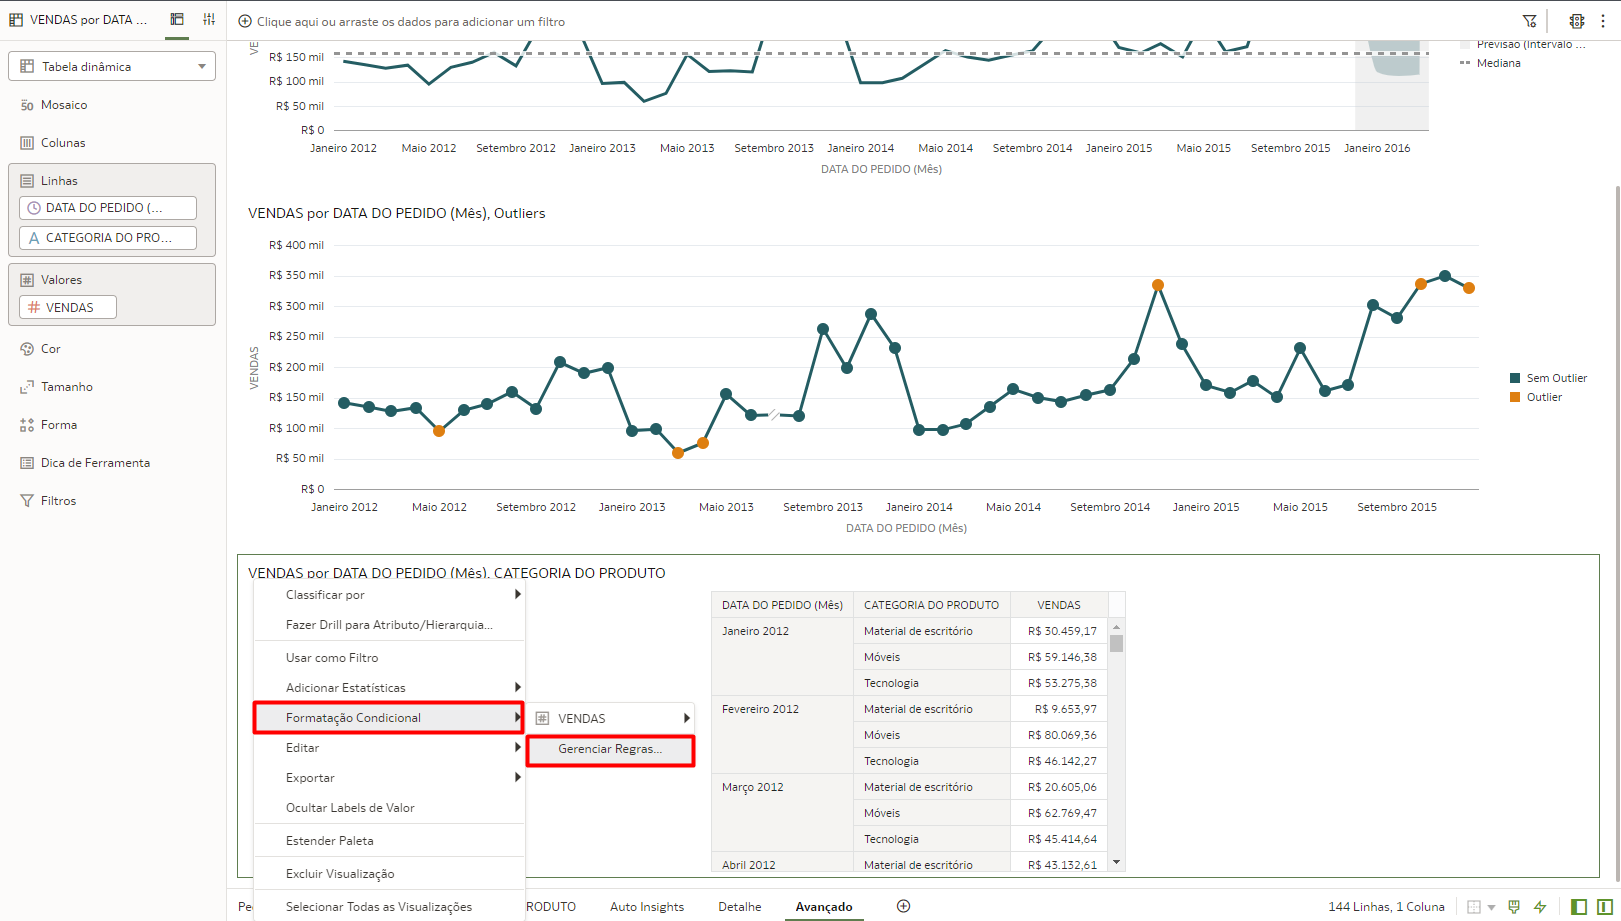 VENDAS por DATA ...
Clique aqui ou arraste os dados para adicionar um filtro
Tabela dinâmica
Mosaico
Colunas
Linhas
DATA DO PEDIDO (...
CATEGORIA DO PRO...
Valores
VENDAS
Cor
Tamanho
Forma
Dica de Ferramenta
Filtros
R$ 150 mil
R$ 100 mil
R$ 50 mil
R$ 0
Janeiro 2012 Maio 2012 Setembro 2012 Janeiro 2013 Maio 2013 Setembro 2013 Janeiro 2014 Maio 2014 Setembro 2014 Janeiro 2015 Maio 2015 Setembro 2015 Janeiro 2016
DATA DO PEDIDO (Mês)
Previsão (Intervalo ...
Mediana
VENDAS por DATA DO PEDIDO (Mês), Outliers
VENDAS
R$ 400 mil
R$ 350 mil
R$ 300 mil
R$ 250 mil
R$ 200 mil
R$ 150 mil
R$ 100 mil
R$ 50 mil
R$ 0
Janeiro 2012 Maio 2012 Setembro 2012 Janeiro 2013 Maio 2013 Setembro 2013 Janeiro 2014 Maio 2014 Setembro 2014 Janeiro 2015 Maio 2015 Setembro 2015
DATA DO PEDIDO (Mês)
Sem Outlier
Outlier
VENDAS por DATA DO PEDIDO (Mês), CATEGORIA DO PRODUTO
Classificar por
Fazer Drill para Atributo/Hierarquia...
Usar como Filtro
Adicionar Estatísticas
Formatação Condicional
Editar
Exportar
Ocultar Labels de Valor
Estender Paleta
Excluir Visualização
Selecionar Todas as Visualizações
VENDAS
Gerenciar Regras...
DATA DO PEDIDO (Mês) CATEGORIA DO PRODUTO VENDAS
Janeiro 2012 Material de escritório R$ 30.459,17
Móveis R$ 59.146,38
Tecnologia R$ 53.275,38
Fevereiro 2012 Material de escritório R$ 9.653,97
Móveis R$ 80.069,36
Tecnologia R$ 46.142,27
Março 2012 Material de escritório R$ 20.605,06
Móveis R$ 62.769,47
Tecnologia R$ 45.414,64
Abril 2012 Material de escritório R$ 43.132,61
RODUTO Auto Insights Detalhe Avançado
144 Linhas, 1 Coluna